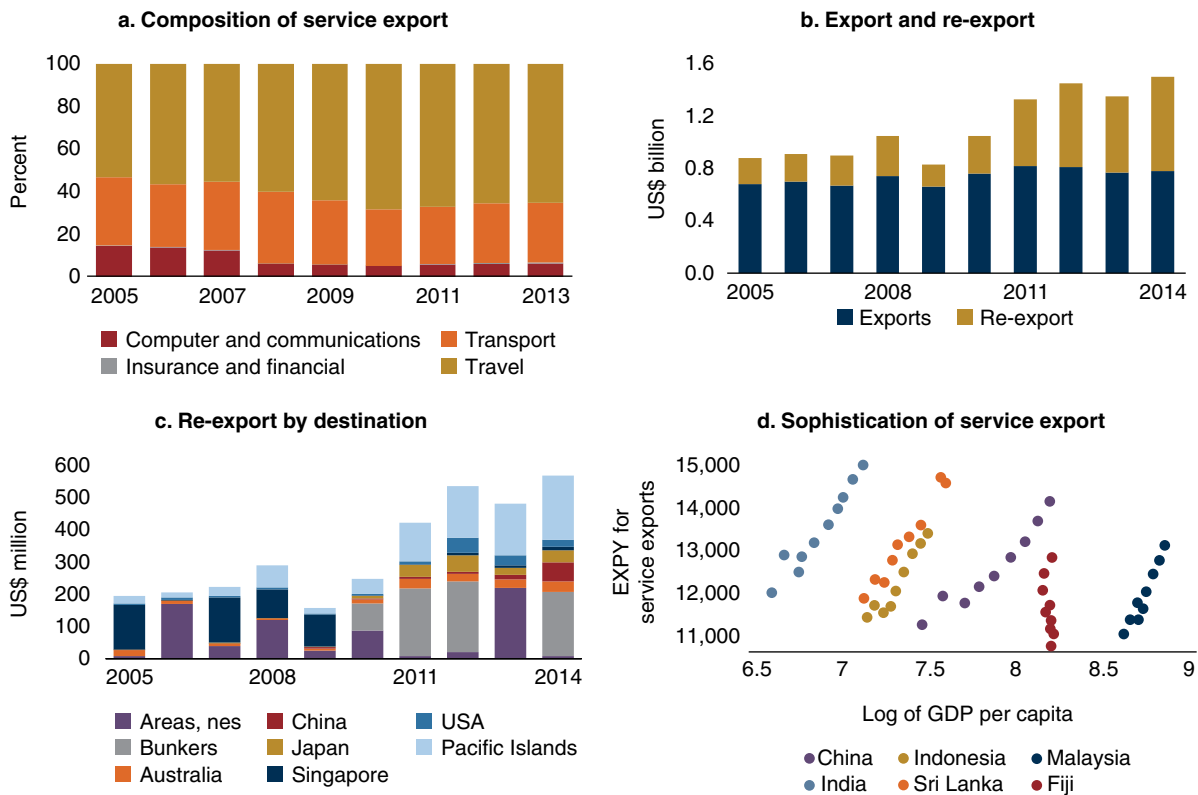 a. Composition of service export
Percent
100
80
60
40
20
0
2005 2007 2009 2011 2013
Computer and communications Transport
Insurance and financial Travel
b. Export and re-export
US$ billion
1.6
1.2
0.8
0.4
0.0
2005 2008 2011 2014
Exports Re-export
c. Re-export by destination
US$ million
600
500
400
300
200
100
0
2005 2008 2011 2014
Areas, nes China USA
Bunkers Japan Pacific Islands
Australia Singapore
d. Sophistication of service export
EXPY for
service exports
15,000
14,000
13,000
12,000
11,000
6.5 7 7.5 8 8.5 9
Log of GDP per capita
China Indonesia Malaysia
India Sri Lanka Fiji